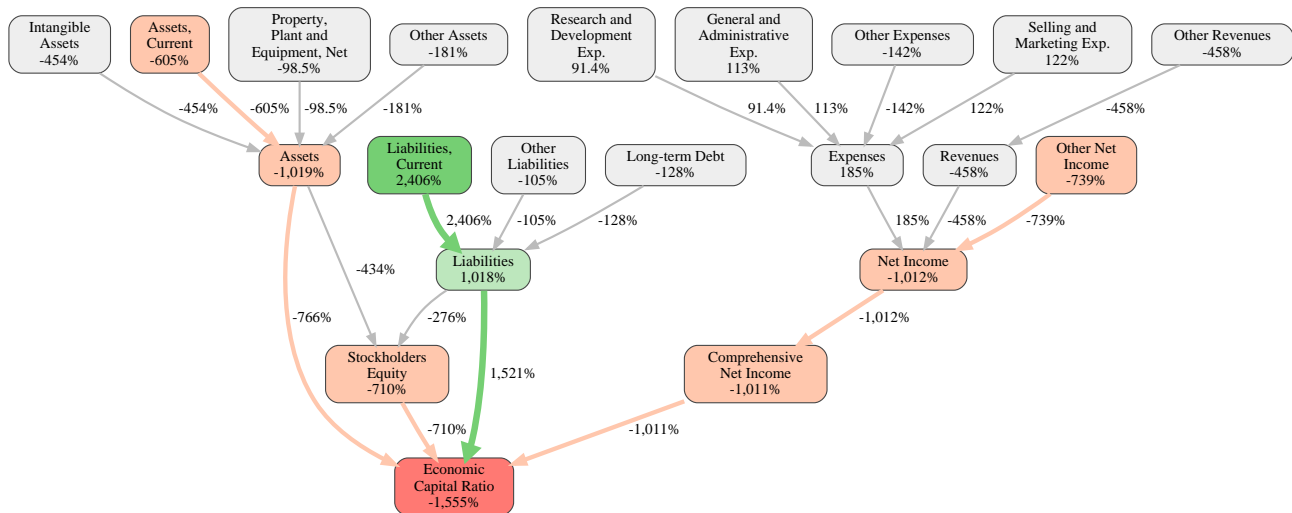 Intangible
Assets
-454%
Assets,
Current
-605%
Property,
Plant and
Equipment, Net
-98.5%
Other Assets
-181%
Research and
Development
Exp.
91.4%
General and
Administrative
Exp.
113%
Other Expenses
-142%
Selling and
Marketing Exp.
122%
Other Revenues
-458%
-454%
-605%
-98.5%
-181%
91.4%
113%
-142%
122%
-458%
Assets
-1,019%
Liabilities,
Current
2,406%
Other
Liabilities
-105%
Long-term Debt
-128%
Expenses
185%
Revenues
-458%
Other Net
Income
-739%
2,406%
-105%
-128%
185%
-458%
-739%
-434%
Liabilities
1,018%
Net Income
-1,012%
-766%
-276%
-1,012%
Stockholders
Equity
-710%
1,521%
Comprehensive
Net Income
-1,011%
-710%
-1,011%
Economic
Capital Ratio
-1,555%